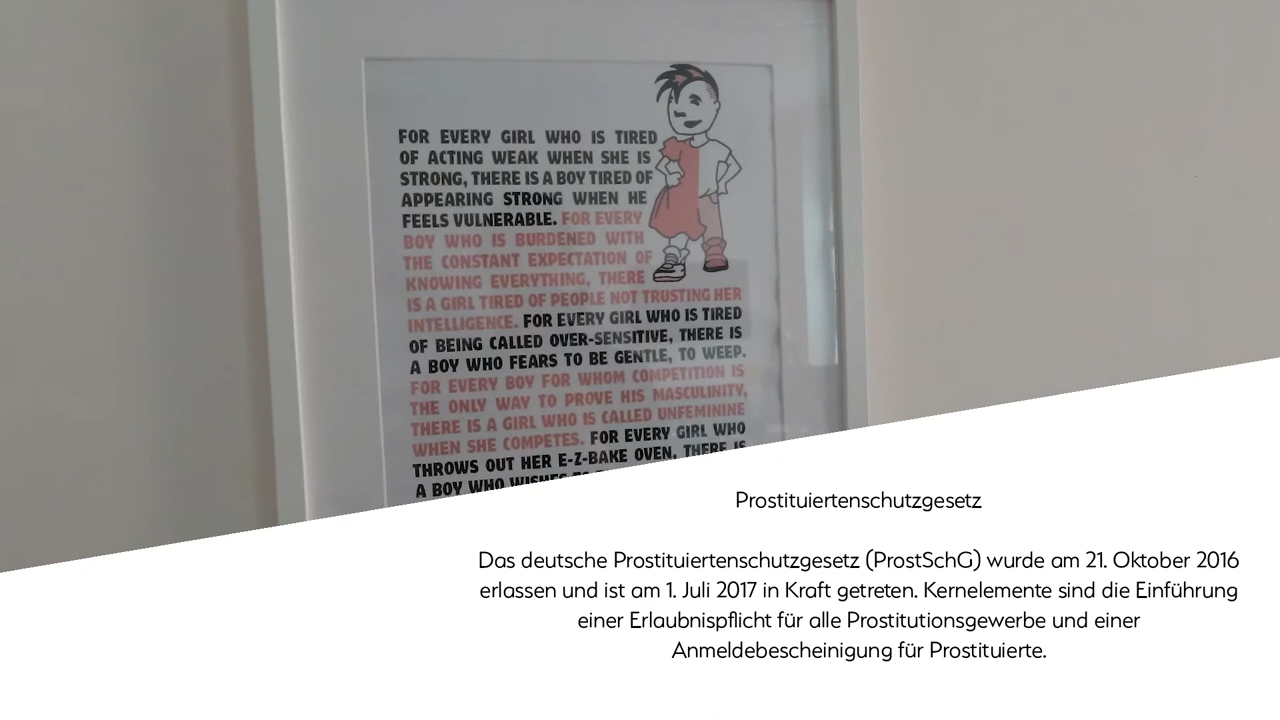 FOR EVERY GIRL WHO IS TIRED
OF ACTING WEAK WHEN SHE IS
STRONG, THERE IS A BOY TIRED OF
APPEARING STRONG WHEN HE
FEELS VULNERABLE. FOR EVERY
BOY WHO IS BURDENED WITH
THE CONSTANT EXPECTATION OF
KNOWING EVERYTHING, THERE
IS A GIRL TIRED OF PEOPLE NOT TRUSTING HER
INTELLIGENCE. FOR EVERY GIRL WHO IS TIRED
OF BEING CALLED OVER-SENSITIVE, THERE IS
A BOY WHO FEARS TO BE GENTLE, TO WEEP.
FOR EVERY BOY FOR WHOM COMPETITION IS
THE ONLY WAY TO PROVE HIS MASCULINITY,
THERE IS A GIRL WHO IS CALLED UNFEMININE
WHEN SHE COMPETES. FOR EVERY GIRL WHO
THROWS OUT HER E-Z-BAKE OVEN, THERE IS
A BOY WHO WISHES
Prostituiertenschutzgesetz
Das deutsche Prostituiertenschutzgesetz (ProstSchG) wurde am 21. Oktober 2016
erlassen und ist am 1. Juli 2017 in Kraft getreten. Kernelemente sind die Einführung
einer Erlaubnispflicht für alle Prostitutionsgewerbe und einer
Anmeldebescheinigung für Prostituierte.